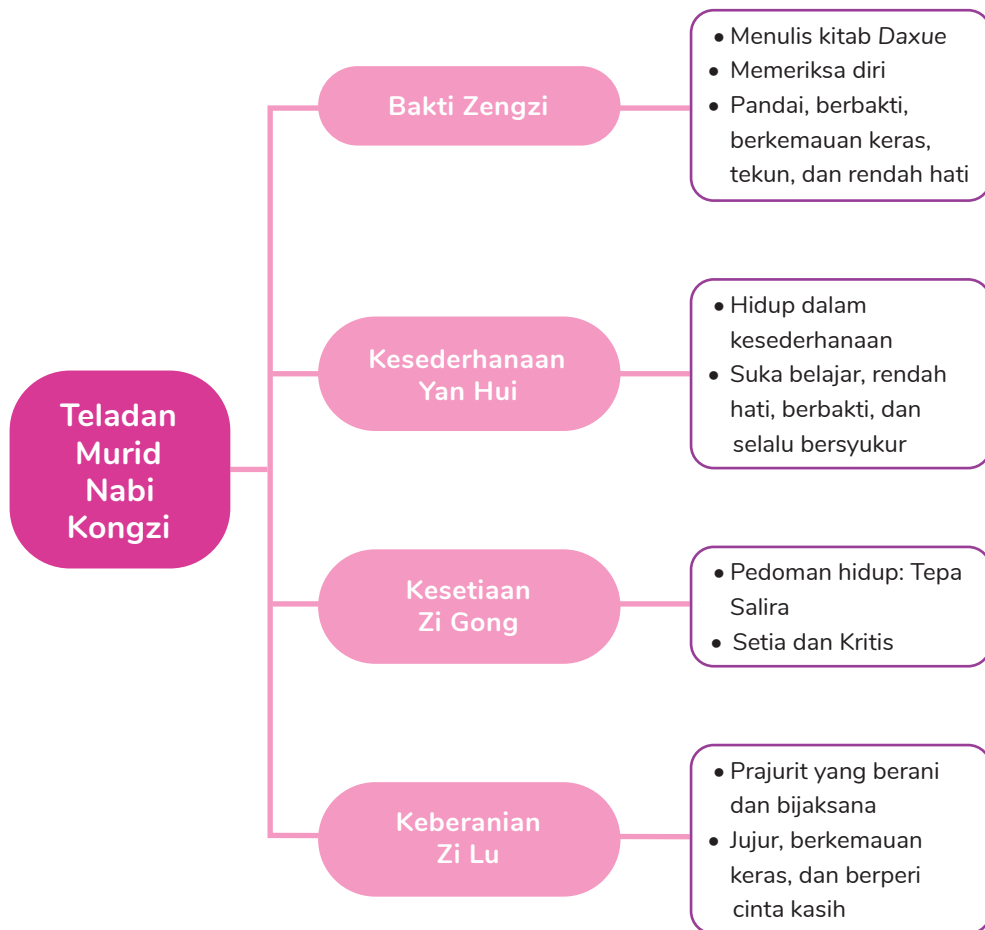 Teladan
Murid
Nabi
Kongzi
Bakti Zengzi
• Menulis kitab Daxue
• Memeriksa diri
• Pandai, berbakti,
berkemauan keras,
tekun, dan rendah hati
Kesederhanaan
Yan Hui
• Hidup dalam
kesederhanaan
• Suka belajar, rendah
hati, berbakti, dan
selalu bersyukur
Kesetiaan
Zi Gong
• Pedoman hidup: Tepa
Salira
• Setia dan Kritis
Keberanian
Zi Lu
• Prajurit yang berani
dan bijaksana
• Jujur, berkemauan
keras, dan berperi
cinta kasih